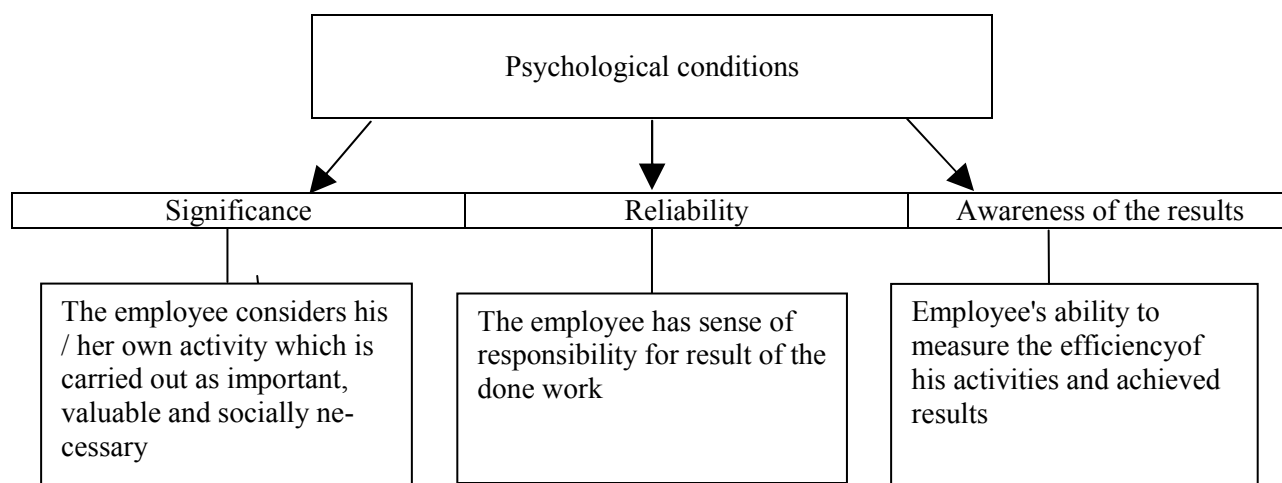 Psychological conditions
Significance
Reliability
Awareness of the results
The employee considers his
/ her own activity which is
carried out as important,
valuable and socially ne-
cessary
The employee has sense of
responsibility for result of the
done work
Employee's ability to
measure the efficiencyof
his activities and achieved
results